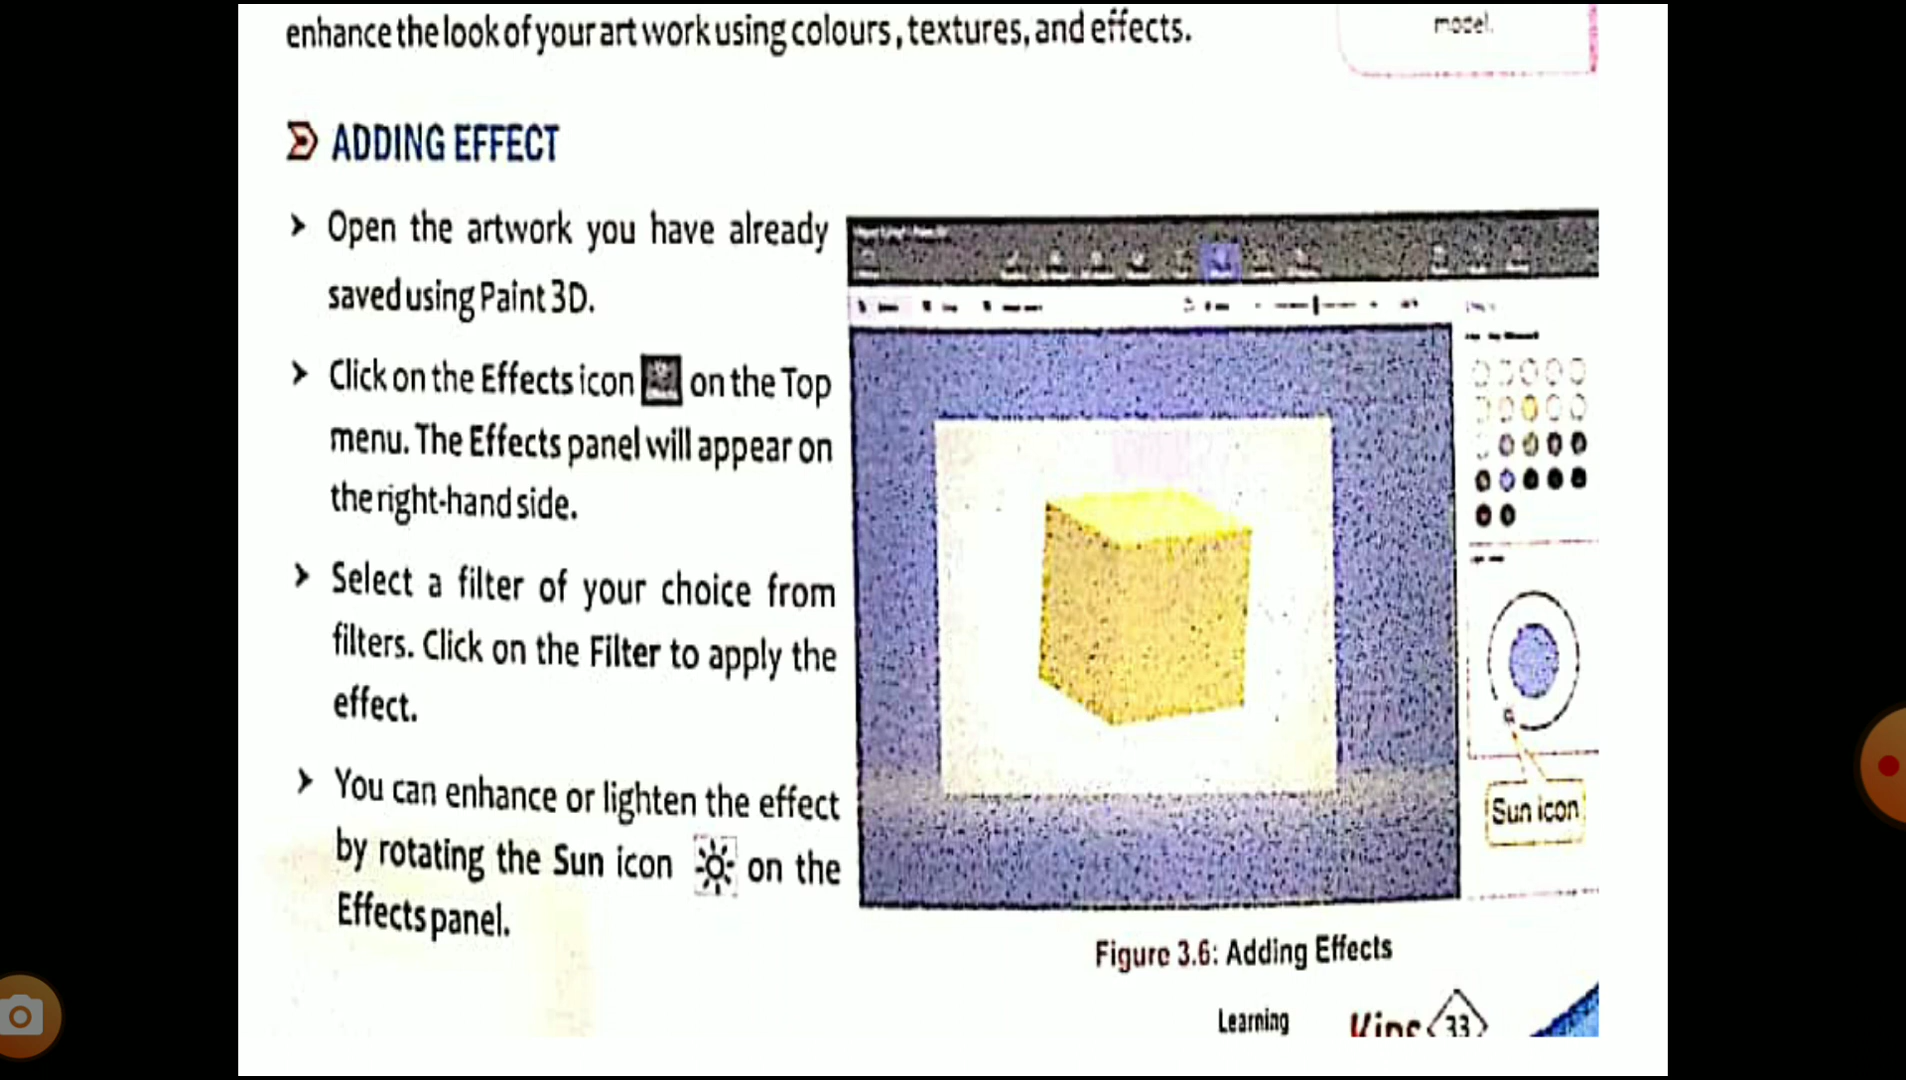 enhance the look of your art work using colours, textures, and effects.
model.
ADDING EFFECT
Open the artwork you have already
saved using Paint 3D.
Click on the Effects icon on the Top
menu. The Effects panel will appear on
the right-hand side.
Select a filter of your choice from
filters. Click on the Filter to apply the
effect.
You can enhance or lighten the effect
by rotating the Sun icon on the
Effects panel.
Sun icon
Figure 3.6: Adding Effects
Learning
Kips 33